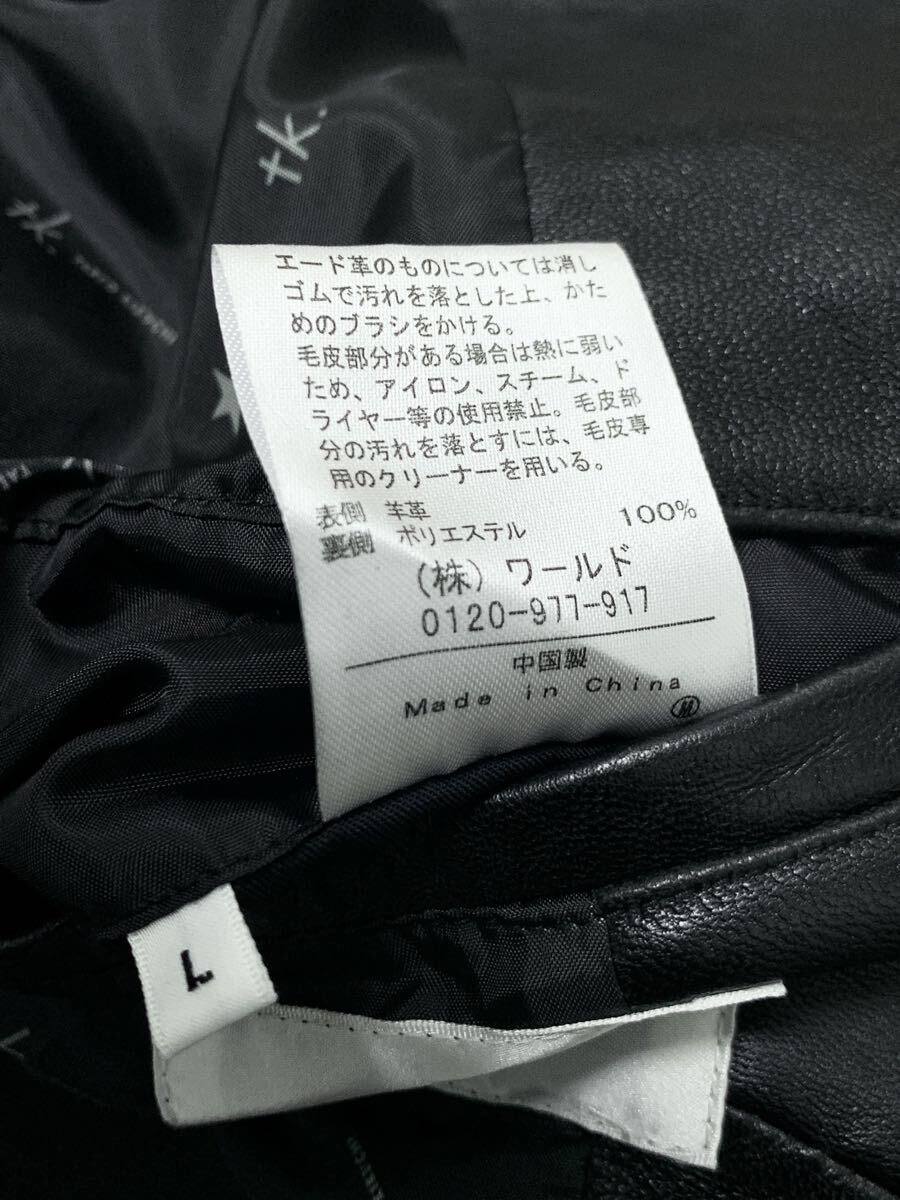 tk.
tk.
エード革のものについては消し
ゴムで汚れを落とした上、かた
めのブラシをかける。
毛皮部分がある場合は熱に弱い
ため、アイロン、スチーム、ド
ライヤー等の使用禁止。毛皮部
分の汚れを落とすには、毛皮専
用のクリーナーを用いる。
表側 羊革
裏側 ポリエステル 100%
(株)ワールド
0120-977-917
中国製
Made in China
M
L